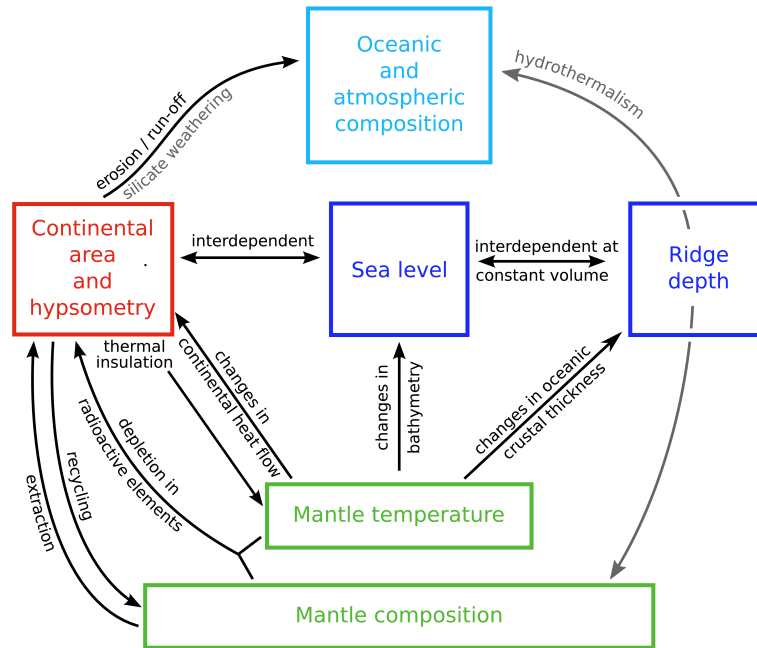 Oceanic
and
atmospheric
composition
hydrothermalism
erosion / run-off
silicate weathering
Continental
area
and
hypsometry
interdependent
Sea level
interdependent at
constant volume
Ridge
depth
thermal
insulation
changes in
continental heat flow
changes in
bathymetry
changes in oceanic
crustal thickness
depletion in
radioactive elements
recycling
extraction
Mantle temperature
Mantle composition